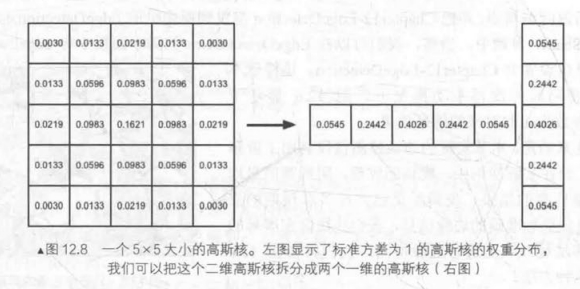 0.0030 0.0133 0.0219 0.0133 0.0030
0.0133 0.0596 0.0983 0.0596 0.0133
0.0219 0.0983 0.1621 0.0983 0.0219
0.0133 0.0596 0.0983 0.0596 0.0133
0.0030 0.0133 0.0219 0.0133 0.0030
0.0545 0.2442 0.4026 0.2442 0.0545
0.0545
0.2442
0.4026
0.2442
0.0545
▲图 12.8 一个 5×5 大小的高斯核。左图显示了标准方差为 1 的高斯核的权重分布,
我们可以把这个二维高斯核拆分成两个一维的高斯核(右图)